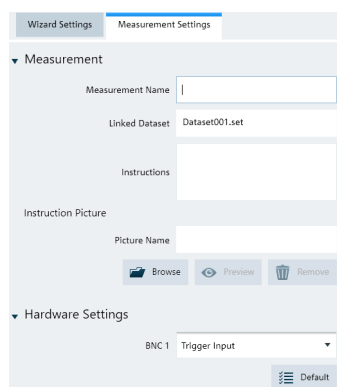 Wizard Settings Measurement Settings
Measurement
Measurement Name
Linked Dataset Dataset001.set
Instructions
Instruction Picture
Picture Name
Browse Preview Remove
Hardware Settings
BNC 1 Trigger Input
Default